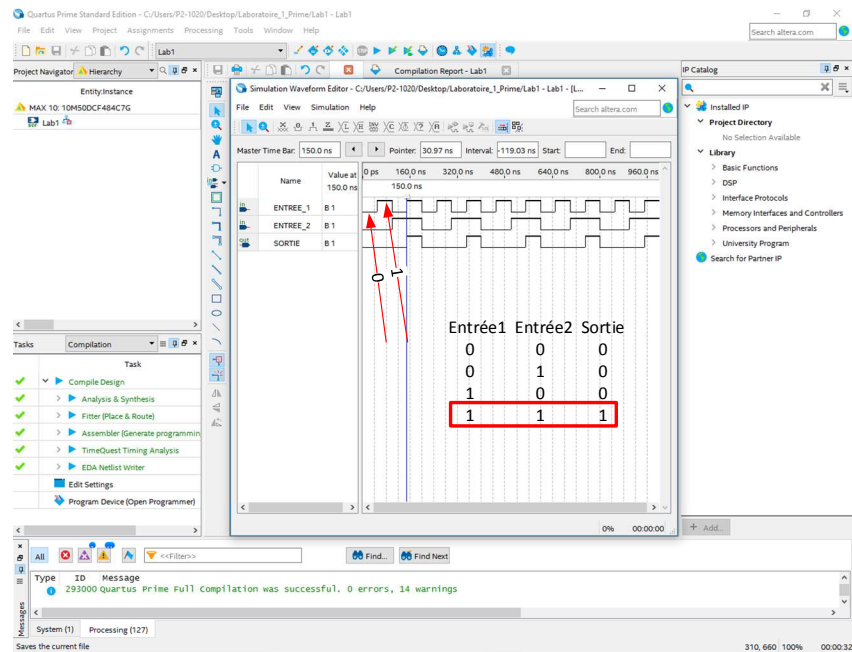 Quartus Prime Standard Edition - C:/Users/P2-1020/Desktop/Laboratoire_1_Prime/Lab1 - Lab1
File Edit View Project Assignments Processing Tools Window Help
Search altera.com
Lab1
Project Navigator Hierarchy
Compilation Report - Lab1
IP Catalog
Entity:Instance
MAX 10: 10M50DCF484C7G
Lab1
Simulation Waveform Editor - C:/Users/P2-1020/Desktop/Laboratoire_1_Prime/Lab1 - Lab1 - [L...
File Edit View Simulation Help
Search altera.com
Master Time Bar: 150.0 ns Pointer: 30.97 ns Interval: -119.03 ns Start: End:
Name Value at 150.0 ns
0 ps 160.0 ns 320.0 ns 480.0 ns 640.0 ns 800.0 ns 960.0 ns
150.0 ns
in ENTREE_1 B 1
in ENTREE_2 B 1
out SORTIE B 1
0
1
Entrée1 Entrée2 Sortie
0 0 0
0 1 0
1 0 0
1 1 1
0% 00:00:00
Installed IP
Project Directory
No Selection Available
Library
Basic Functions
DSP
Interface Protocols
Memory Interfaces and Controllers
Processors and Peripherals
University Program
Search for Partner IP
+ Add...
Tasks Compilation
Task
Compile Design
Analysis & Synthesis
Fitter (Place & Route)
Assembler (Generate programmin
TimeQuest Timing Analysis
EDA Netlist Writer
Edit Settings
Program Device (Open Programmer)
All <<Filter>> Find... Find Next
Type ID Message
293000 Quartus Prime Full Compilation was successful. 0 errors, 14 warnings
Messages
System (1) Processing (127)
Saves the current file
310, 660 100% 00:00:32